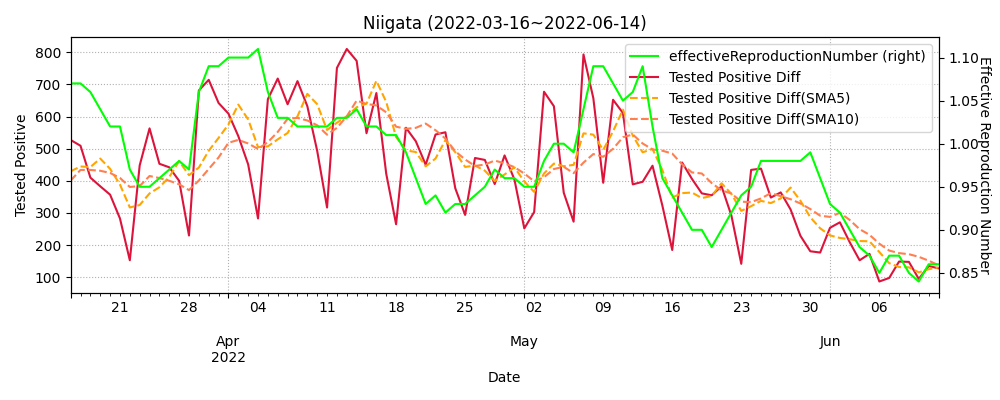 Niigata (2022-03-16~2022-06-14)
effectiveReproductionNumber (right)
Tested Positive Diff
Tested Positive Diff(SMA5)
Tested Positive Diff(SMA10)
Tested Positive
800
700
600
500
400
300
200
100
1.10
1.05
1.00
0.95
0.90
0.85
Effective Reproduction Number
21 28 04 11 18 25 02 09 16 23 30 06
Apr May Jun
2022
Date